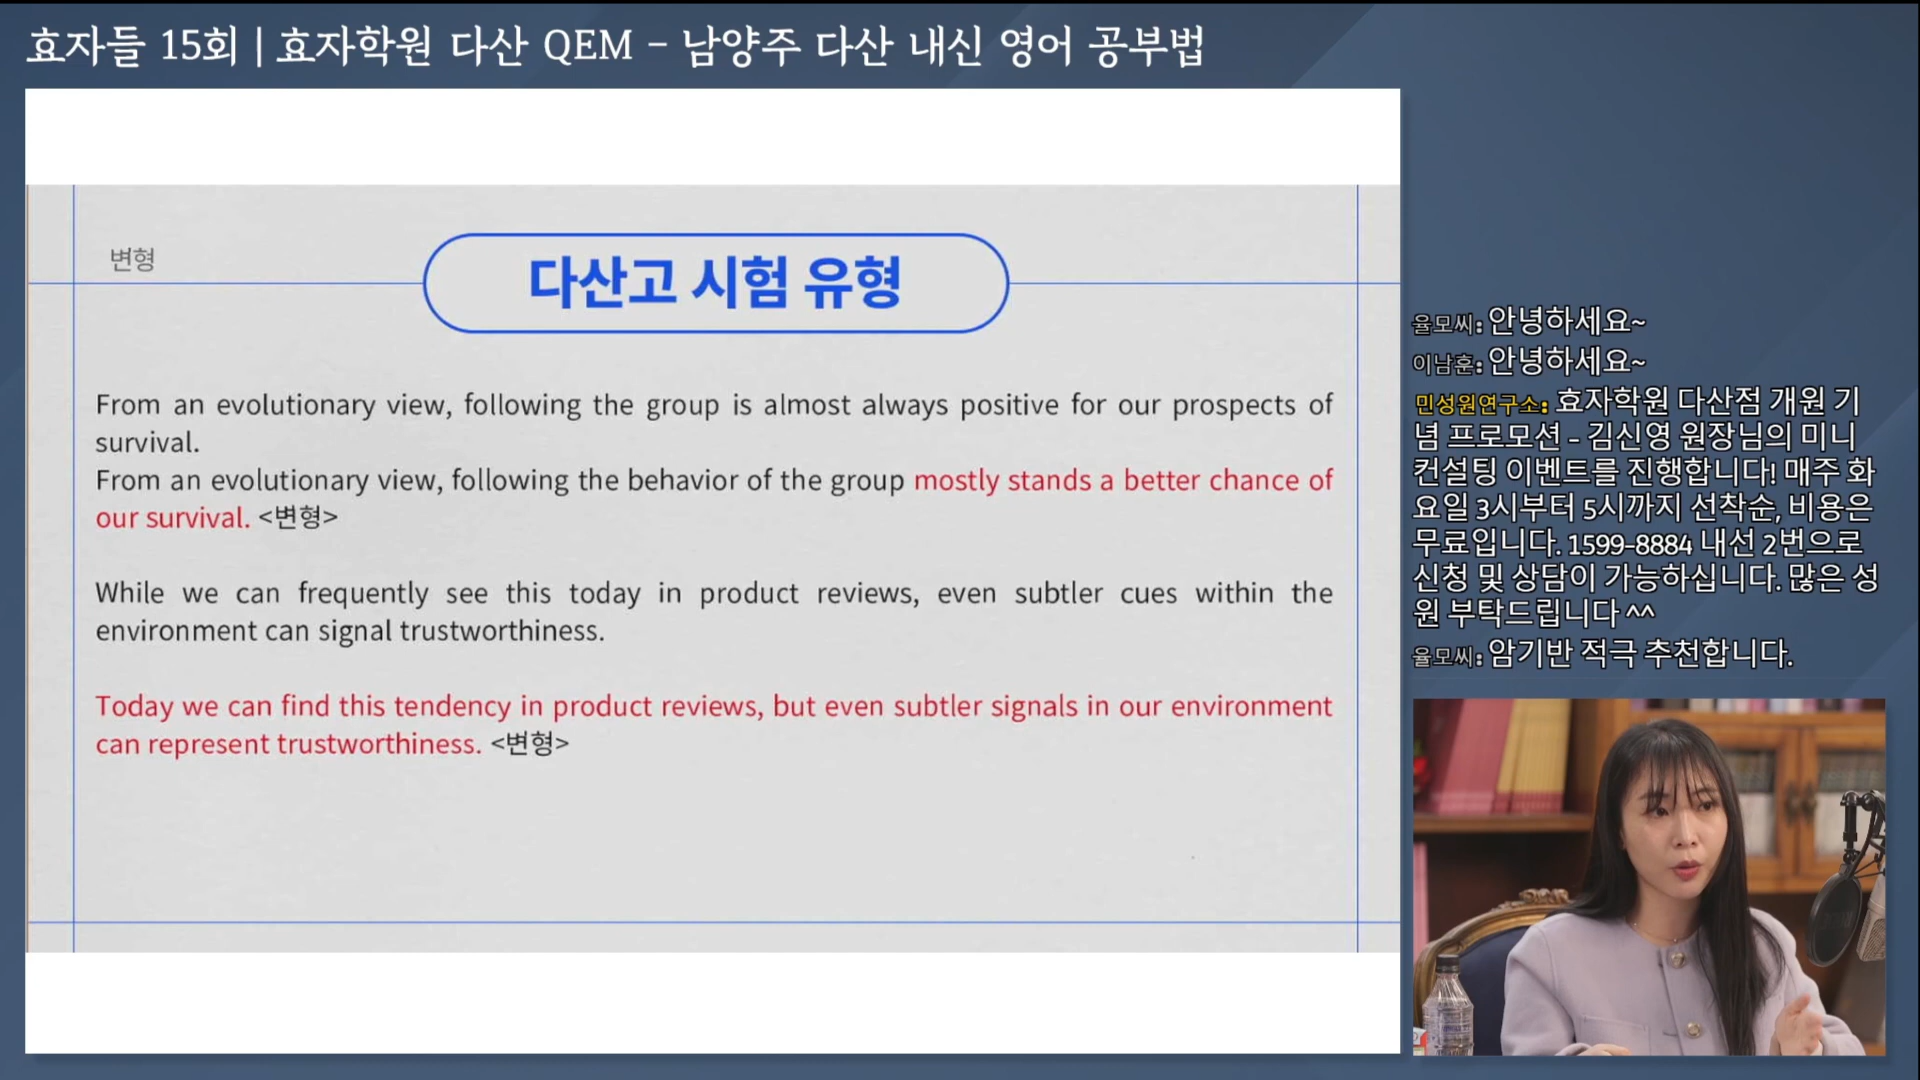 효자들 15회 | 효자학원 다산 QEM - 남양주 다산 내신 영어 공부법
변형
다산고 시험 유형
From an evolutionary view, following the group is almost always positive for our prospects of
survival.
From an evolutionary view, following the behavior of the group mostly stands a better chance of
our survival. <변형>
While we can frequently see this today in product reviews, even subtler cues within the
environment can signal trustworthiness.
Today we can find this tendency in product reviews, but even subtler signals in our environment
can represent trustworthiness. <변형>
율모씨: 안녕하세요~
이남훈: 안녕하세요~
민성원연구소: 효자학원 다산점 개원 기
념 프로모션 - 김신영 원장님의 미니
컨설팅 이벤트를 진행합니다! 매주 화
요일 3시부터 5시까지 선착순, 비용은
무료입니다. 1599-8884 내선 2번으로
신청 및 상담이 가능하십니다. 많은 성
원 부탁드립니다 ^^
율모씨: 암기반 적극 추천합니다.